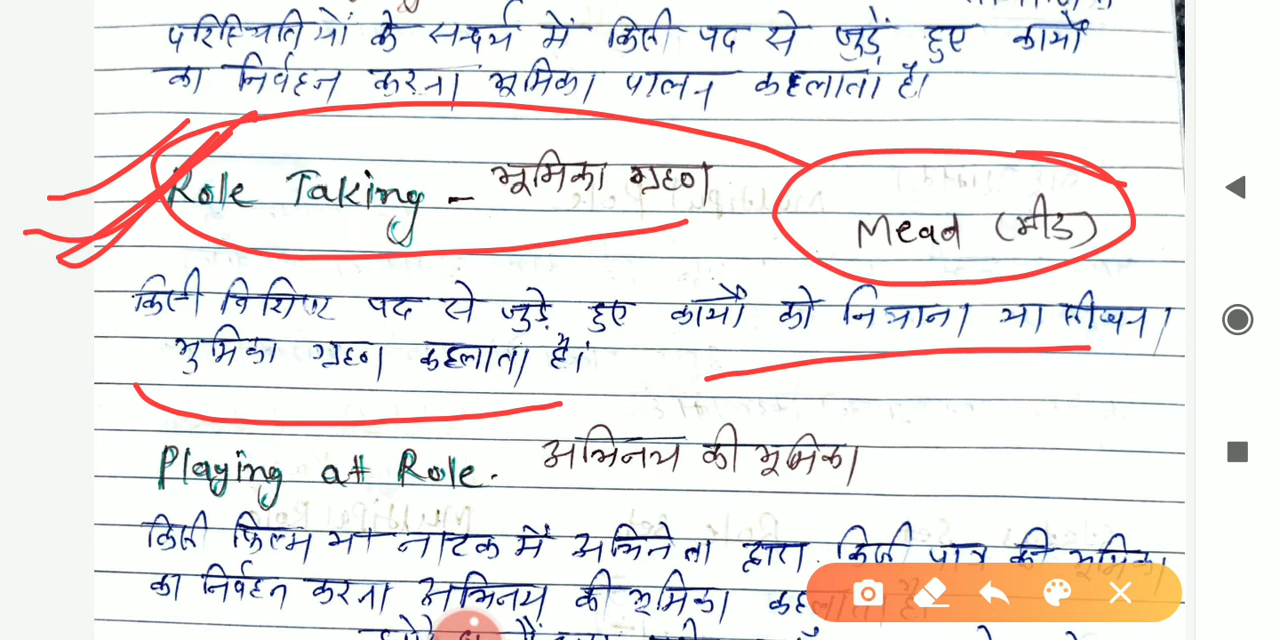 परिस्थितियों के सन्दर्भ में किसी पद से जुड़ें हुए कार्यों
का निर्वहन करना भूमिका पालन कहलाता है।
Role Taking – भूमिका ग्रहण
Mead (मीड)
किसी विशिष्ट पद से जुड़े हुए कार्यों को निभाना या सीखना
भुमिका ग्रहण कहलाता है।
Playing at Role. अभिनय की भूमिका
किसी फिल्म या नाटक में अभिनेता द्वारा किसी पात्र की भूमिका
का निर्वहन करना अभिनय की भूमिका